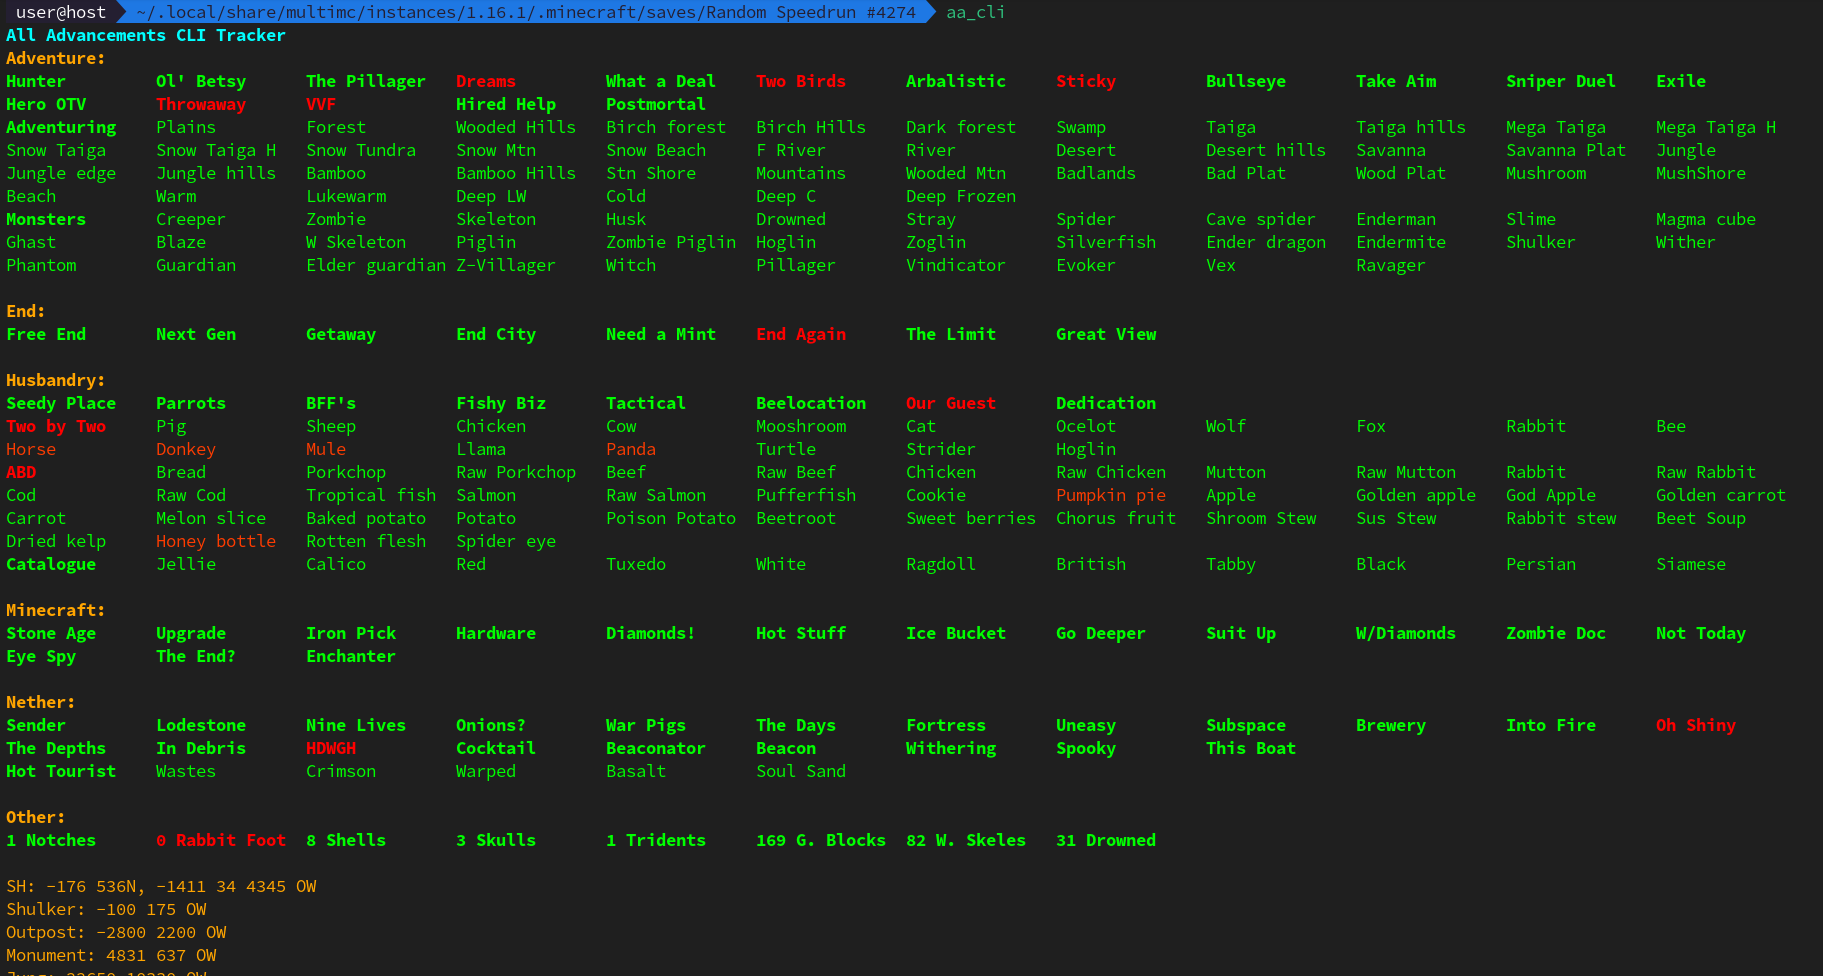 user@host ~/.local/share/multimc/instances/1.16.1/.minecraft/saves/Random Speedrun #4274 aa_cli
All Advancements CLI Tracker
Adventure:
Hunter Ol' Betsy The Pillager Dreams What a Deal Two Birds Arbalistic Sticky Bullseye Take Aim Sniper Duel Exile
Hero OTV Throwaway VVF Hired Help Postmortal
Adventuring Plains Forest Wooded Hills Birch forest Birch Hills Dark forest Swamp Taiga Taiga hills Mega Taiga Mega Taiga H
Snow Taiga Snow Taiga H Snow Tundra Snow Mtn Snow Beach F River River Desert Desert hills Savanna Savanna Plat Jungle
Jungle edge Jungle hills Bamboo Bamboo Hills Stn Shore Mountains Wooded Mtn Badlands Bad Plat Wood Plat Mushroom MushShore
Beach Warm Lukewarm Deep LW Cold Deep C Deep Frozen
Monsters Creeper Zombie Skeleton Husk Drowned Stray Spider Cave spider Enderman Slime Magma cube
Ghast Blaze W Skeleton Piglin Zombie Piglin Hoglin Zoglin Silverfish Ender dragon Endermite Shulker Wither
Phantom Guardian Elder guardian Z-Villager Witch Pillager Vindicator Evoker Vex Ravager
End:
Free End Next Gen Getaway End City Need a Mint End Again The Limit Great View
Husbandry:
Seedy Place Parrots BFF's Fishy Biz Tactical Beelocation Our Guest Dedication
Two by Two Pig Sheep Chicken Cow Mooshroom Cat Ocelot Wolf Fox Rabbit Bee
Horse Donkey Mule Llama Panda Turtle Strider Hoglin
ABD Bread Porkchop Raw Porkchop Beef Raw Beef Chicken Raw Chicken Mutton Raw Mutton Rabbit Raw Rabbit
Cod Raw Cod Tropical fish Salmon Raw Salmon Pufferfish Cookie Pumpkin pie Apple Golden apple God Apple Golden carrot
Carrot Melon slice Baked potato Potato Poison Potato Beetroot Sweet berries Chorus fruit Shroom Stew Sus Stew Rabbit stew Beet Soup
Dried kelp Honey bottle Rotten flesh Spider eye
Catalogue Jellie Calico Red Tuxedo White Ragdoll British Tabby Black Persian Siamese
Minecraft:
Stone Age Upgrade Iron Pick Hardware Diamonds! Hot Stuff Ice Bucket Go Deeper Suit Up W/Diamonds Zombie Doc Not Today
Eye Spy The End? Enchanter
Nether:
Sender Lodestone Nine Lives Onions? War Pigs The Days Fortress Uneasy Subspace Brewery Into Fire Oh Shiny
The Depths In Debris HDWGH Cocktail Beaconator Beacon Withering Spooky This Boat
Hot Tourist Wastes Crimson Warped Basalt Soul Sand
Other:
1 Notches 0 Rabbit Foot 8 Shells 3 Skulls 1 Tridents 169 G. Blocks 82 W. Skeles 31 Drowned
SH: -176 536N, -1411 34 4345 OW
Shulker: -100 175 OW
Outpost: -2800 2200 OW
Monument: 4831 637 OW